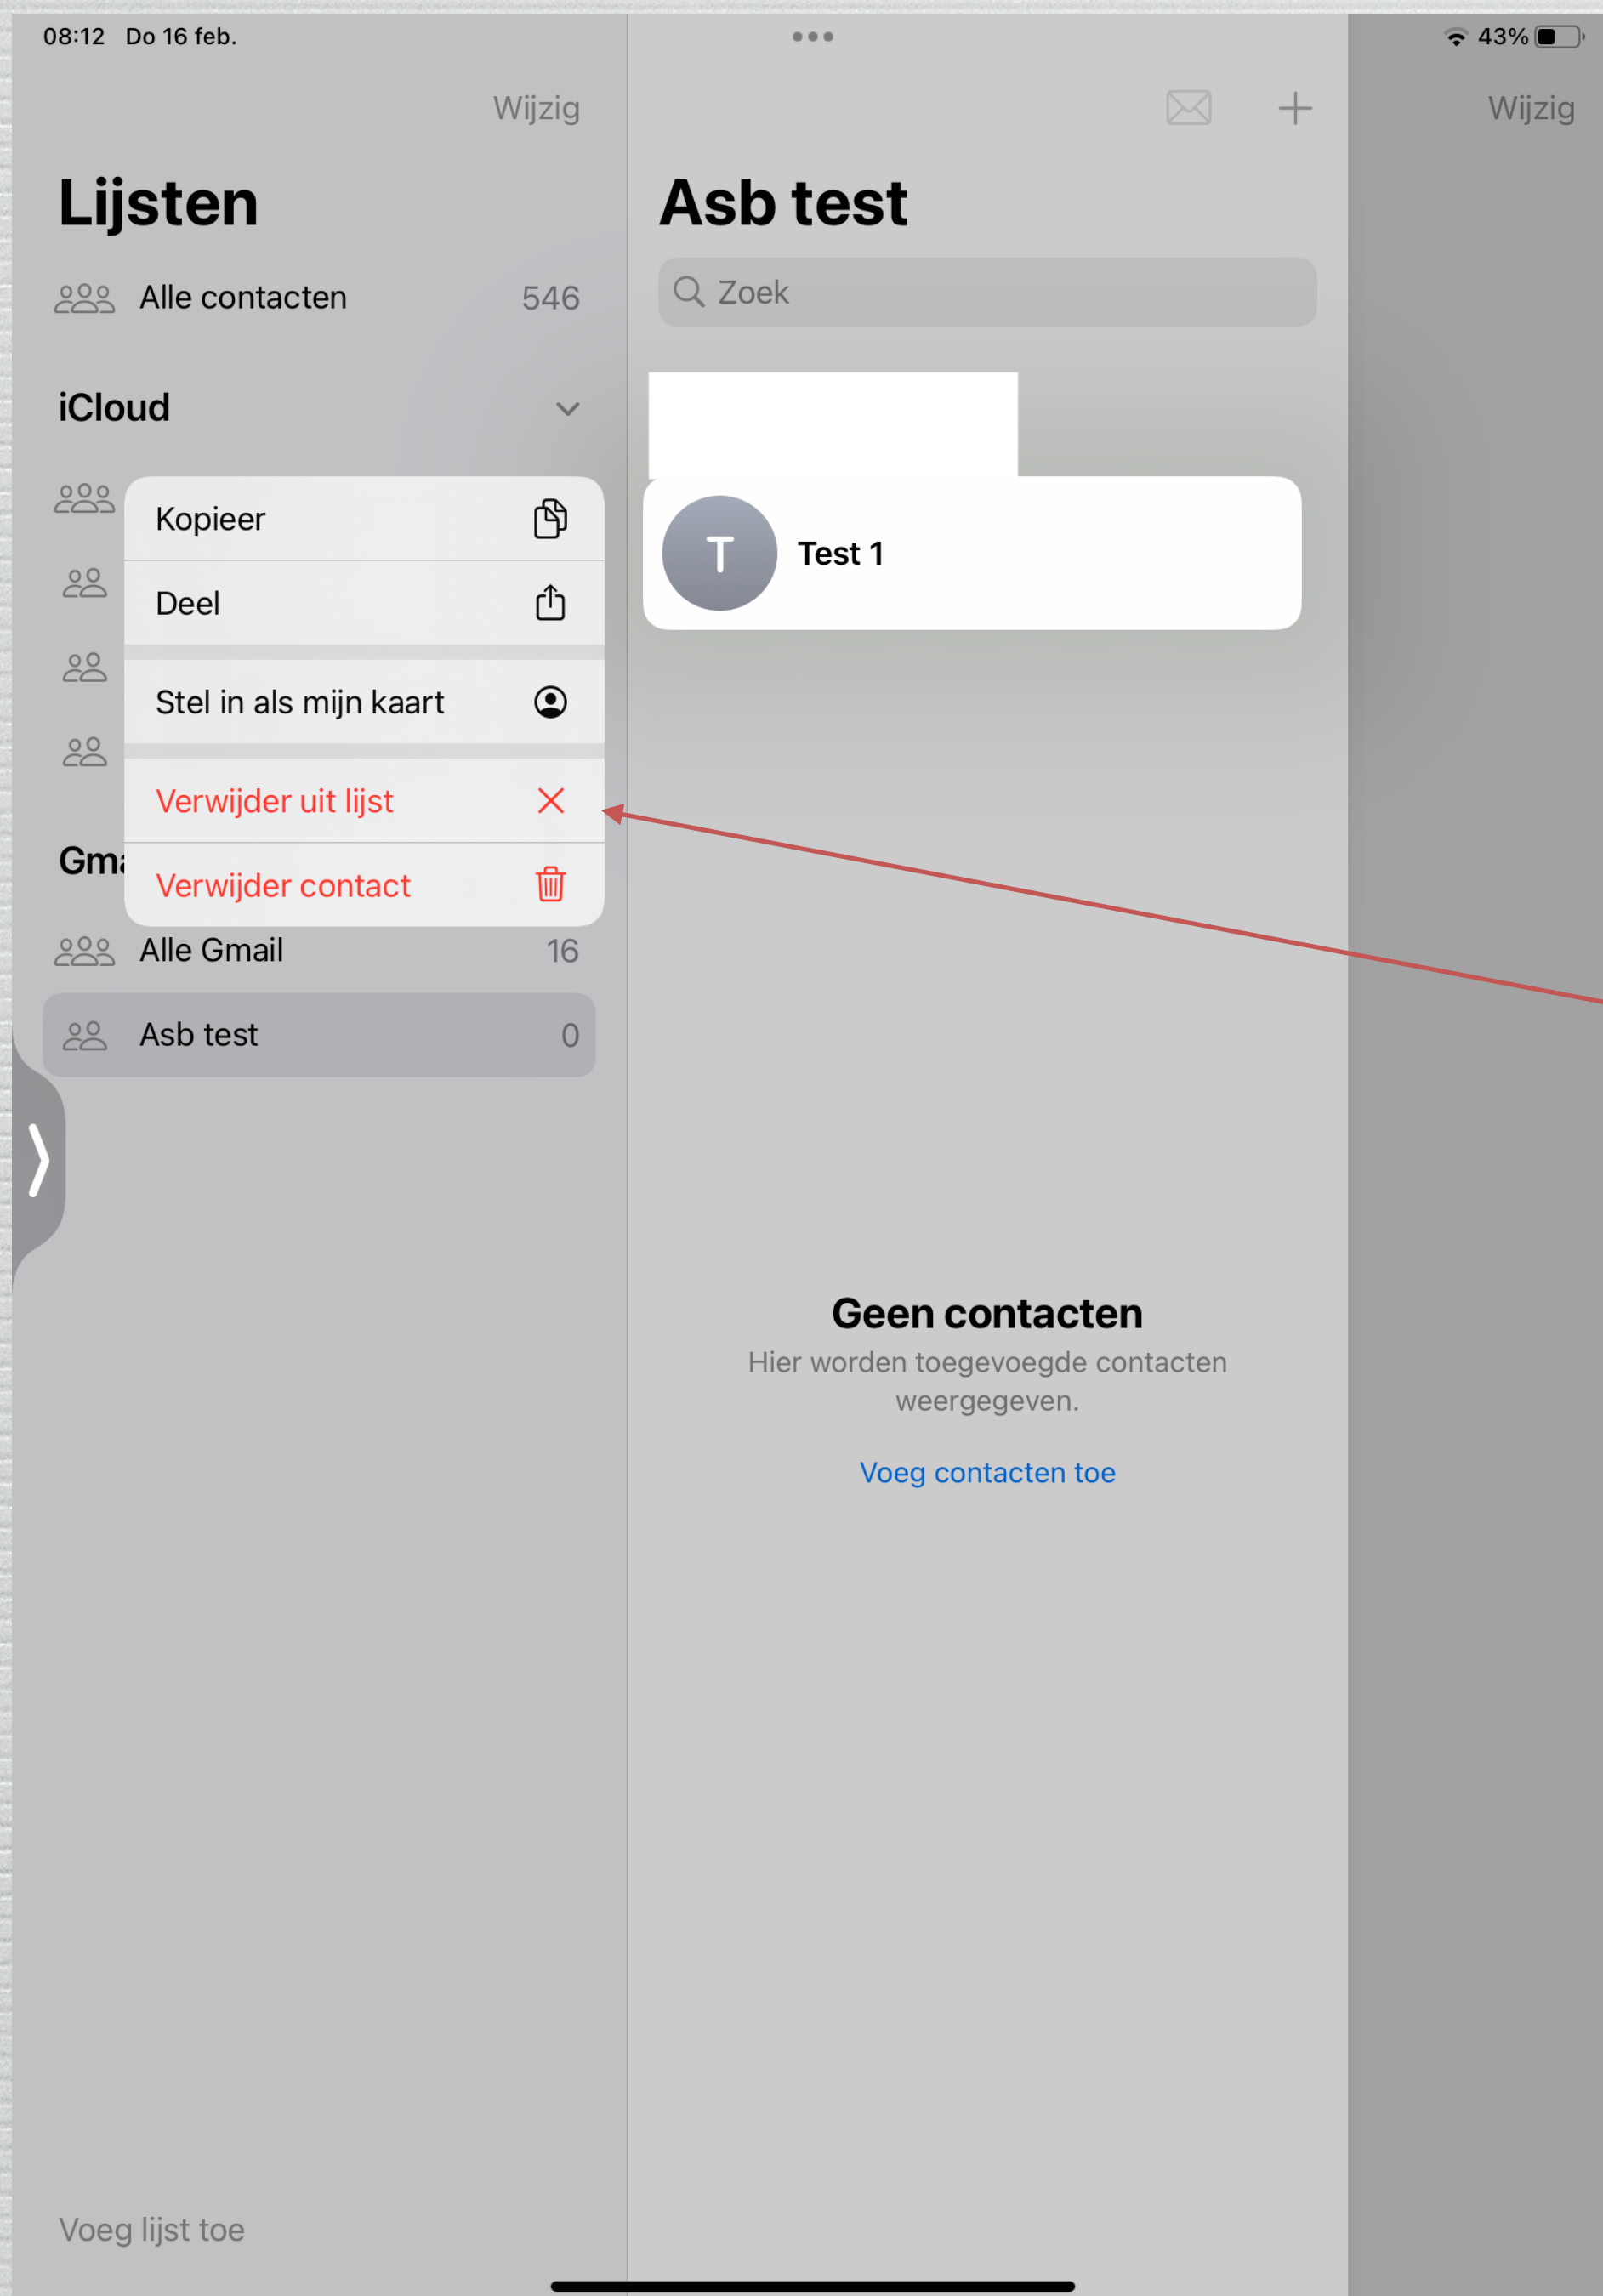 08:12 Do 16 feb.
43%
Wijzig
Wijzig
Lijsten
Asb test
Alle contacten 546
Zoek
iCloud
Kopieer
Deel
Stel in als mijn kaart
Verwijder uit lijst
Verwijder contact
T
Test 1
Gma
Alle Gmail 16
Asb test 0
Geen contacten
Hier worden toegevoegde contacten
weergegeven.
Voeg contacten toe
Voeg lijst toe